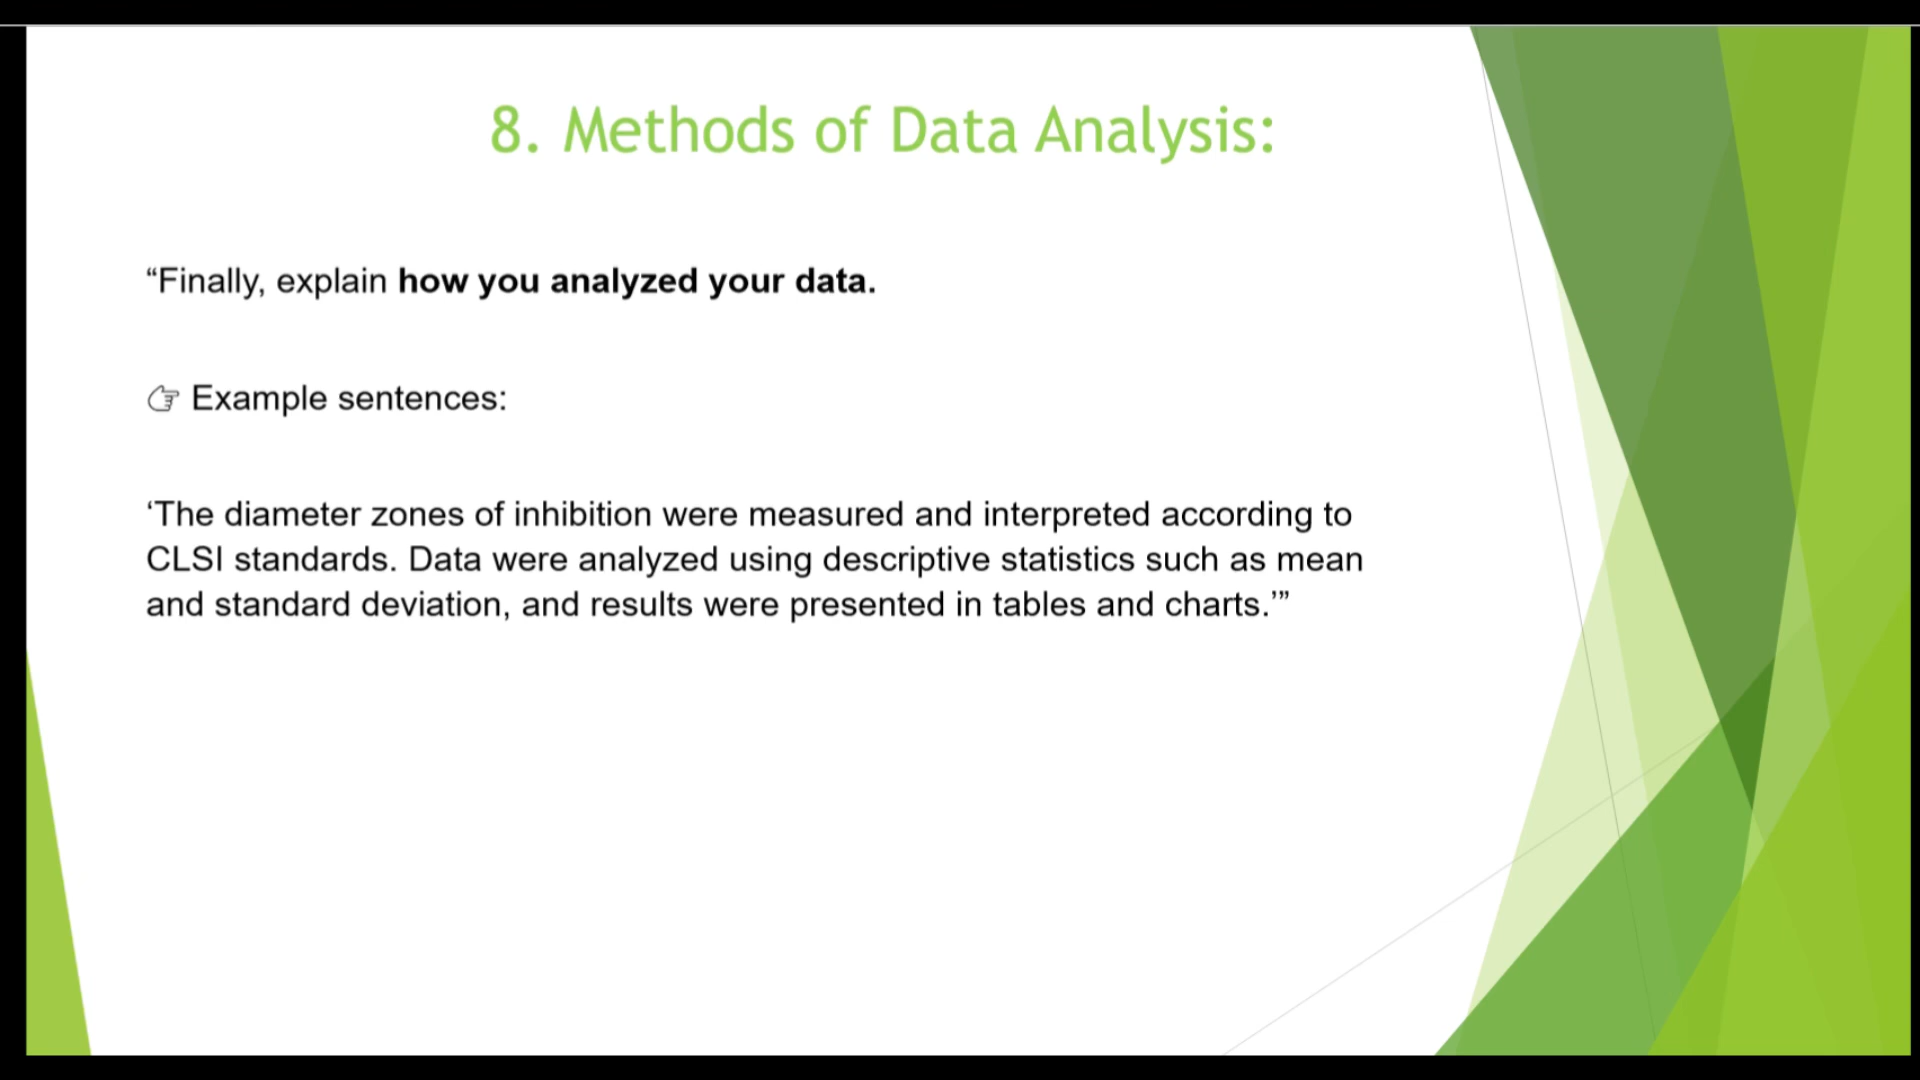 8. Methods of Data Analysis:
“Finally, explain how you analyzed your data.
☞ Example sentences:
‘The diameter zones of inhibition were measured and interpreted according to
CLSI standards. Data were analyzed using descriptive statistics such as mean
and standard deviation, and results were presented in tables and charts.’”